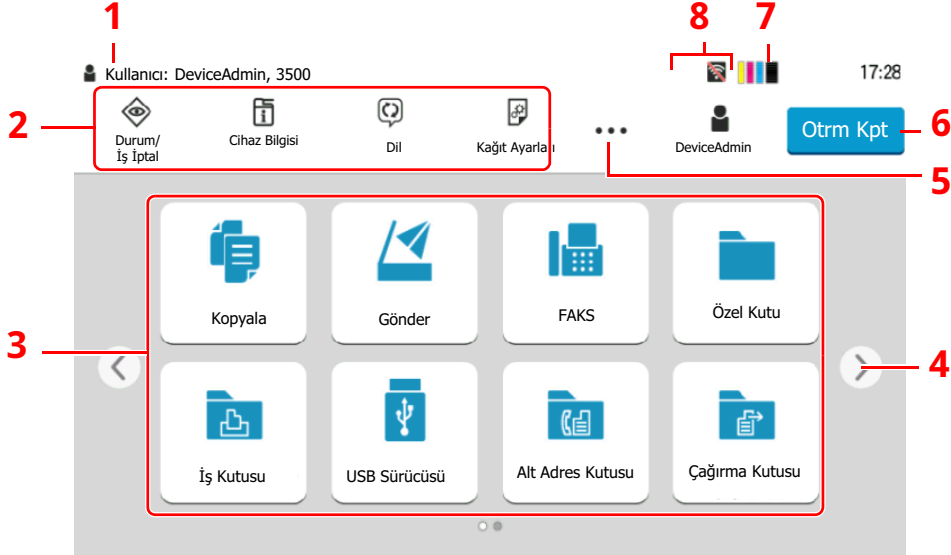 1
8
7
Kullanıcı: DeviceAdmin, 3500
17:28
2
Durum/
İş İptal
Cihaz Bilgisi
Dil
Kağıt Ayarları
DeviceAdmin
Otrm Kpt
6
5
Kopyala
Gönder
FAKS
Özel Kutu
3
4
İş Kutusu
USB Sürücüsü
Alt Adres Kutusu
Çağırma Kutusu